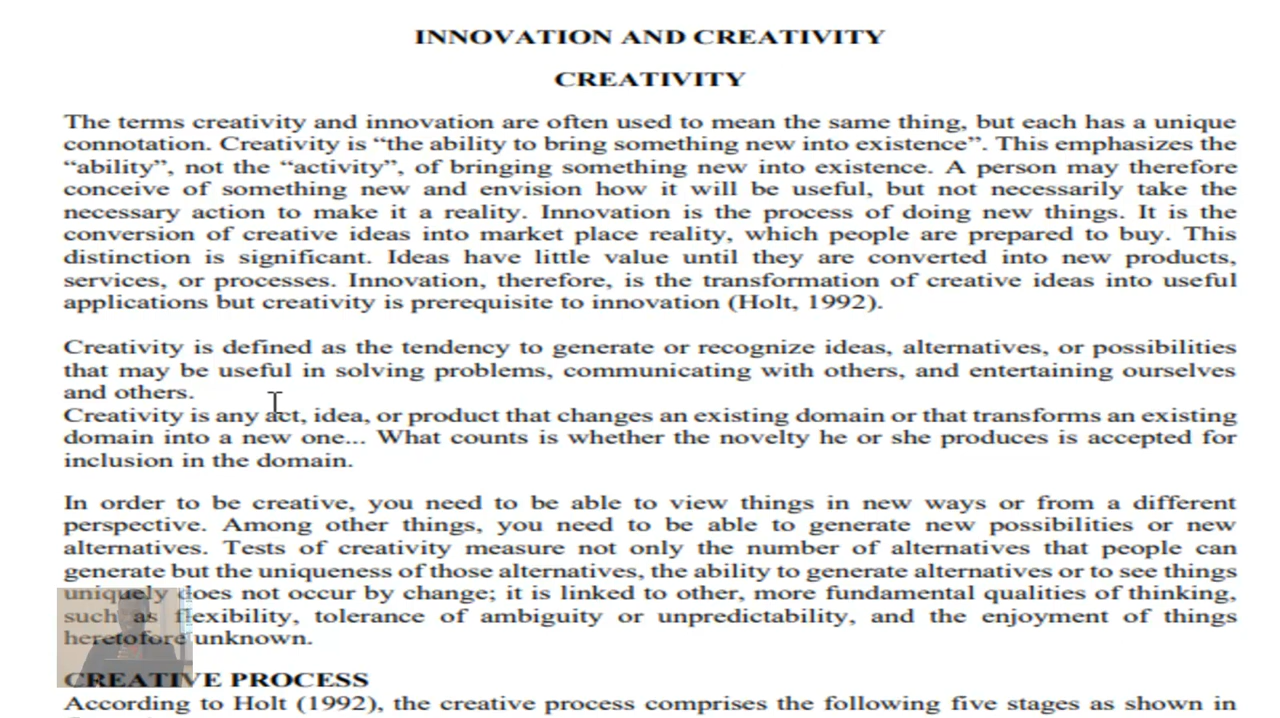 INNOVATION AND CREATIVITY
CREATIVITY
The terms creativity and innovation are often used to mean the same thing, but each has a unique
connotation. Creativity is “the ability to bring something new into existence”. This emphasizes the
“ability”, not the “activity”, of bringing something new into existence. A person may therefore
conceive of something new and envision how it will be useful, but not necessarily take the
necessary action to make it a reality. Innovation is the process of doing new things. It is the
conversion of creative ideas into market place reality, which people are prepared to buy. This
distinction is significant. Ideas have little value until they are converted into new products,
services, or processes. Innovation, therefore, is the transformation of creative ideas into useful
applications but creativity is prerequisite to innovation (Holt, 1992).
Creativity is defined as the tendency to generate or recognize ideas, alternatives, or possibilities
that may be useful in solving problems, communicating with others, and entertaining ourselves
and others.
Creativity is any act, idea, or product that changes an existing domain or that transforms an existing
domain into a new one... What counts is whether the novelty he or she produces is accepted for
inclusion in the domain.
In order to be creative, you need to be able to view things in new ways or from a different
perspective. Among other things, you need to be able to generate new possibilities or new
alternatives. Tests of creativity measure not only the number of alternatives that people can
generate but the uniqueness of those alternatives, the ability to generate alternatives or to see things
uniquely does not occur by change; it is linked to other, more fundamental qualities of thinking,
such as flexibility, tolerance of ambiguity or unpredictability, and the enjoyment of things
heretofore unknown.
CREATIVE PROCESS
According to Holt (1992), the creative process comprises the following five stages as shown in